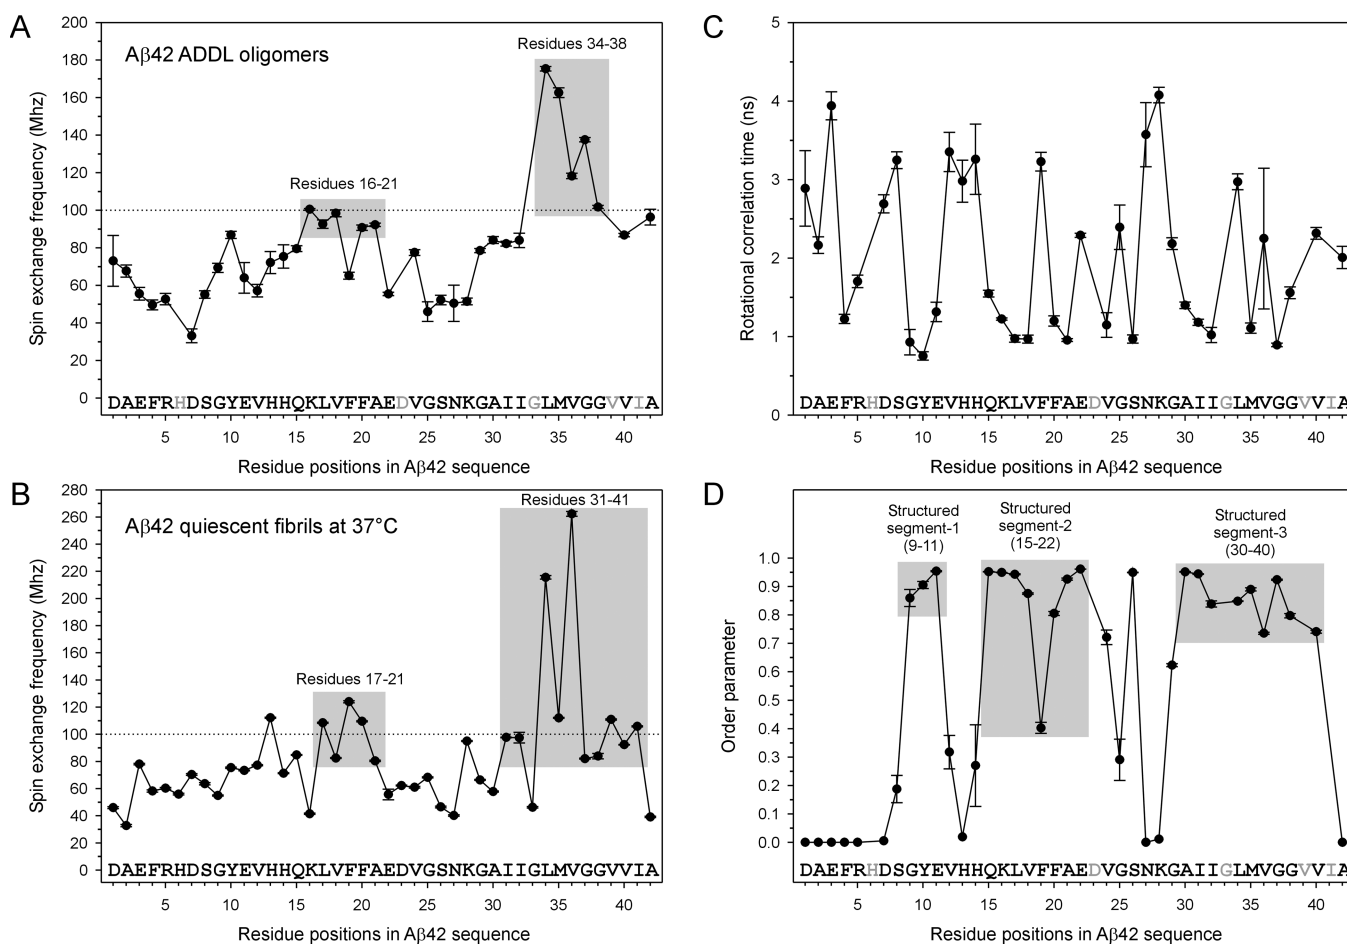 A
Aβ42 ADDL oligomers
Residues 34-38
Residues 16-21
Spin exchange frequency (Mhz)
200
180
160
140
120
100
80
60
40
20
0
DAEFRHDSGYEVHHQKLVFFAEDVGSNKGAIIGLMVGGVVIA
5 10 15 20 25 30 35 40
Residue positions in Aβ42 sequence
B
Aβ42 quiescent fibrils at 37°C
Residues 31-41
Residues 17-21
Spin exchange frequency (Mhz)
280
260
240
220
200
180
160
140
120
100
80
60
40
20
0
DAEFRHDSGYEVHHQKLVFFAEDVGSNKGAIIGLMVGGVVIA
5 10 15 20 25 30 35 40
Residue positions in Aβ42 sequence
C
Rotational correlation time (ns)
5
4
3
2
1
0
DAEFRHDSGYEVHHQKLVFFAEDVGSNKGAIIGLMVGGVVIA
5 10 15 20 25 30 35 40
Residue positions in Aβ42 sequence
D
Structured
segment-1
(9-11)
Structured
segment-2
(15-22)
Structured
segment-3
(30-40)
Order parameter
1.0
0.9
0.8
0.7
0.6
0.5
0.4
0.3
0.2
0.1
0.0
DAEFRHDSGYEVHHQKLVFFAEDVGSNKGAIIGLMVGGVVIA
5 10 15 20 25 30 35 40
Residue positions in Aβ42 sequence